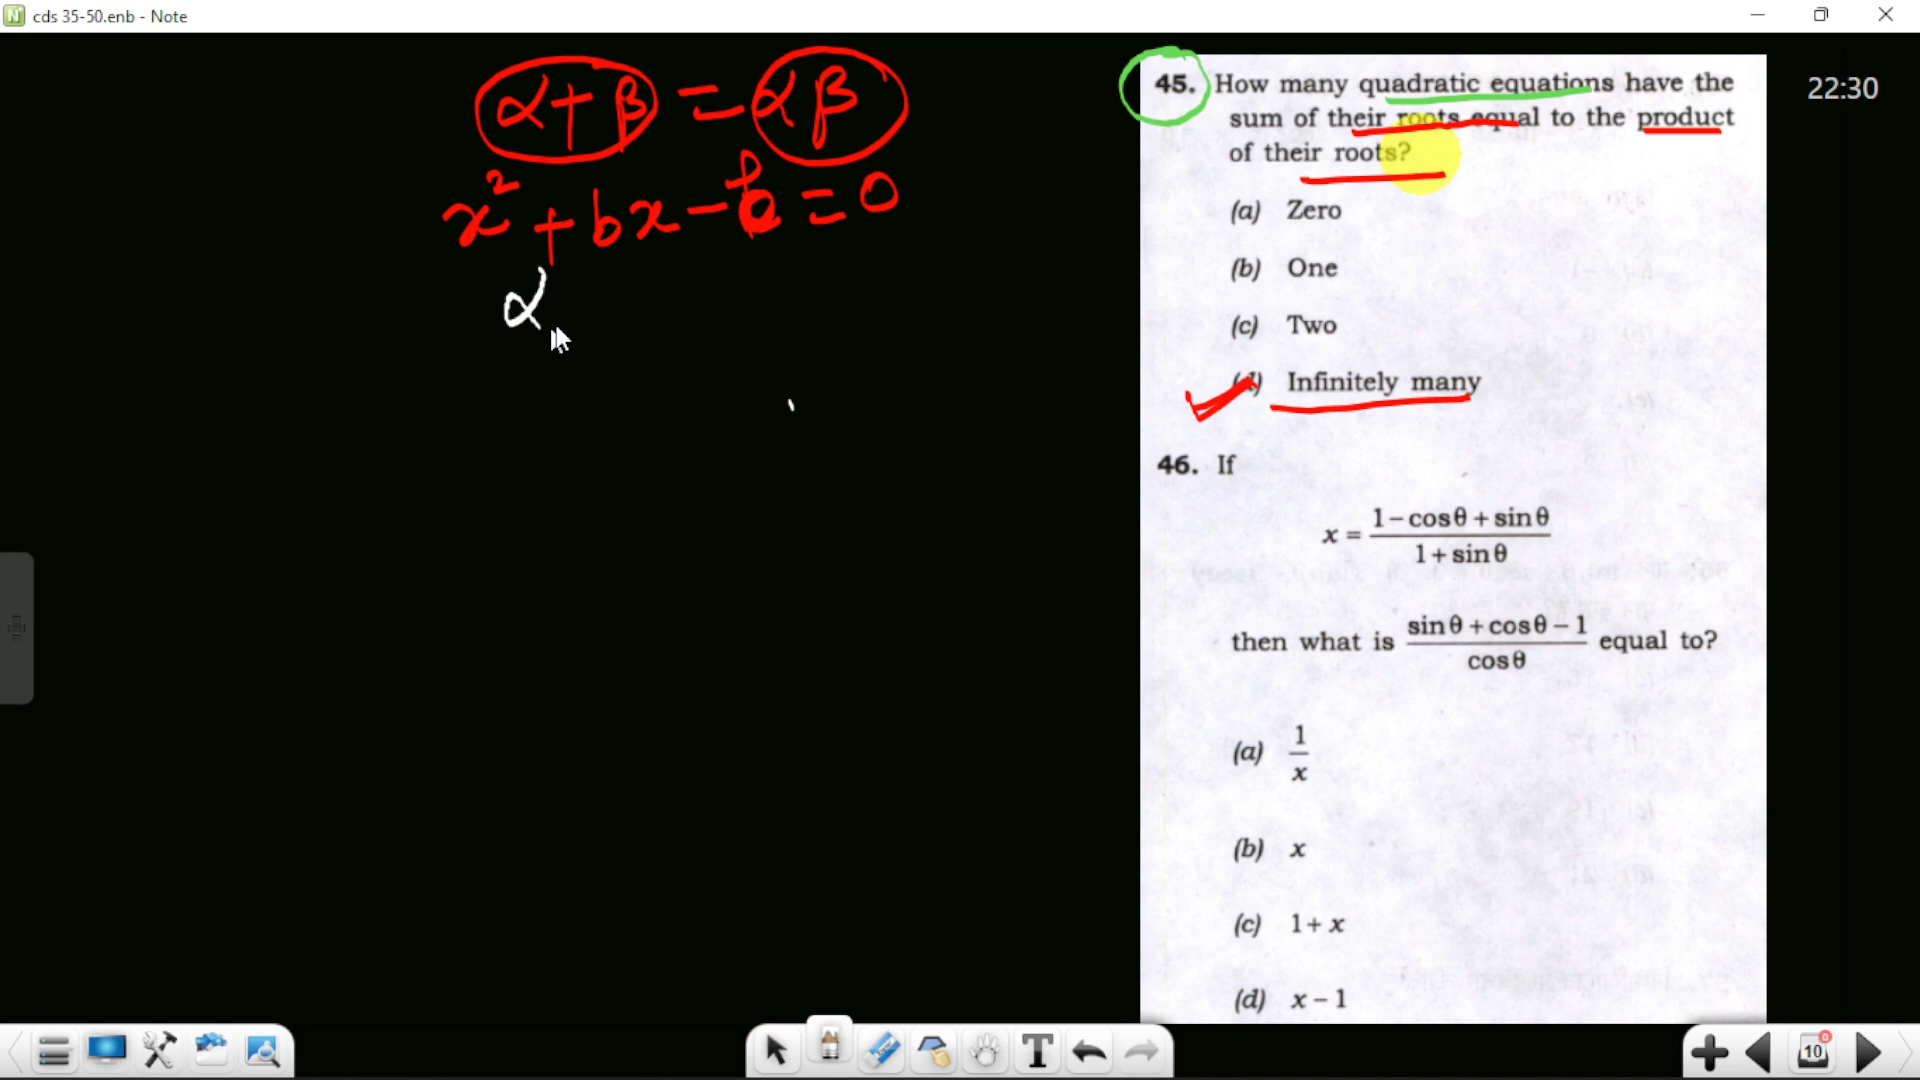 cds 35-50.enb - Note
α+β = αβ
x² + bx - b = 0
α
22:30
45. How many quadratic equations have the
sum of their roots equal to the product
of their roots?
(a) Zero
(b) One
(c) Two
(d) Infinitely many
46. If
x = (1 - cosθ + sinθ) / (1 + sinθ)
then what is (sinθ + cosθ - 1) / cosθ equal to?
(a) 1/x
(b) x
(c) 1 + x
(d) x - 1
T
10
0